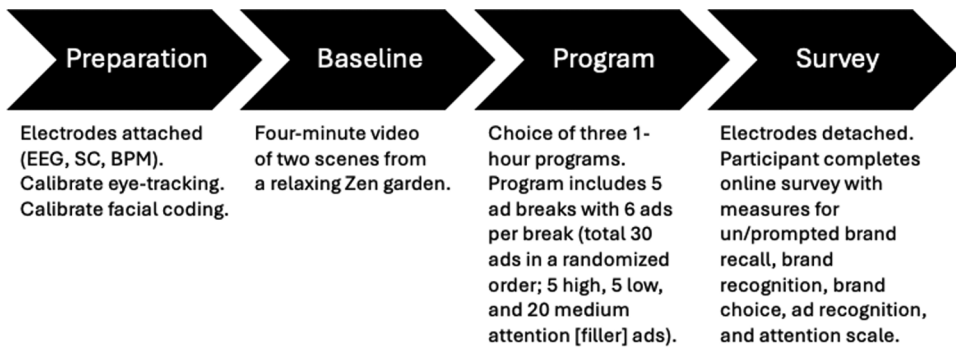 Preparation
Baseline
Program
Survey
Electrodes attached
(EEG, SC, BPM).
Calibrate eye-tracking.
Calibrate facial coding.
Four-minute video
of two scenes from
a relaxing Zen garden.
Choice of three 1-
hour programs.
Program includes 5
ad breaks with 6 ads
per break (total 30
ads in a randomized
order; 5 high, 5 low,
and 20 medium
attention [filler] ads).
Electrodes detached.
Participant completes
online survey with
measures for
un/prompted brand
recall, brand
recognition, brand
choice, ad recognition,
and attention scale.